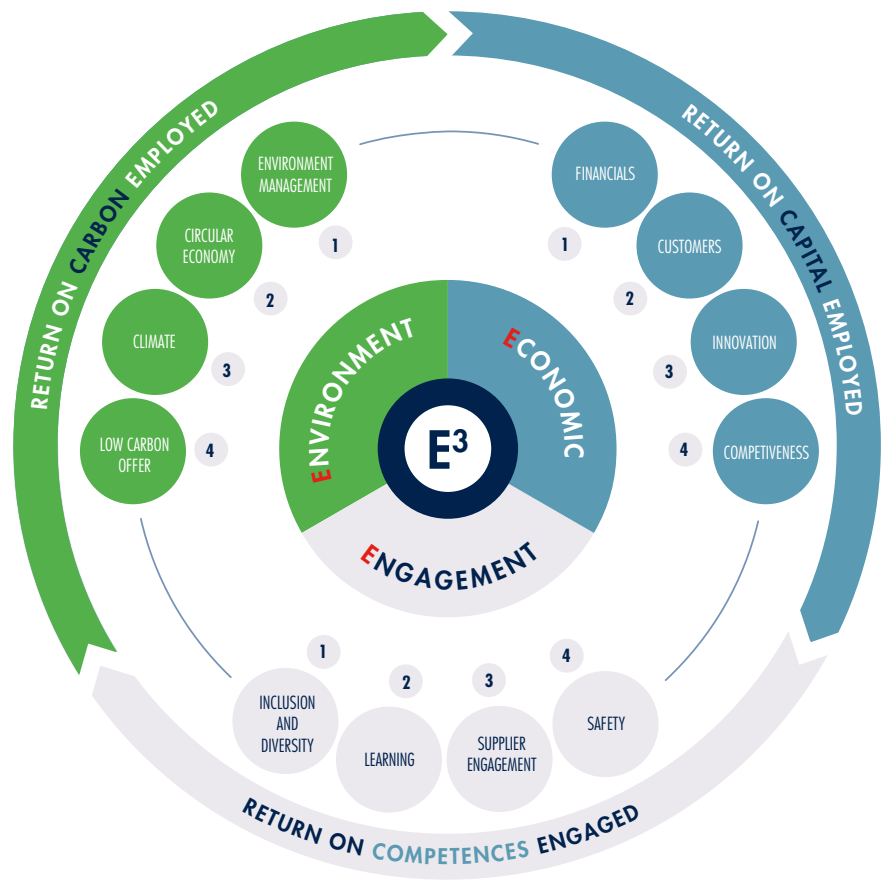 RETURN ON CARBON EMPLOYED
RETURN ON CAPITAL EMPLOYED
ENVIRONMENT
MANAGEMENT
1
CIRCULAR
ECONOMY
2
CLIMATE
3
LOW CARBON
OFFER
4
FINANCIALS
1
CUSTOMERS
2
INNOVATION
3
COMPETIVENESS
4
ENVIRONMENT
ECONOMIC
E³
ENGAGEMENT
1
INCLUSION
AND
DIVERSITY
2
LEARNING
3
SUPPLIER
ENGAGEMENT
4
SAFETY
RETURN ON COMPETENCES ENGAGED